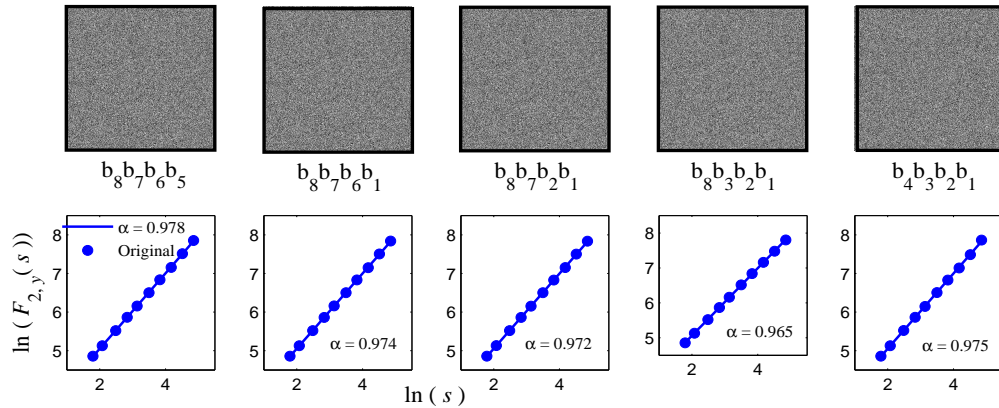 b8b7b6b5 b8b7b6b1 b8b7b2b1 b8b3b2b1 b4b3b2b1
ln ( F2, y ( s ))
8 7 6 5
α = 0.978
Original
2 4
8 7 6 5
α = 0.974
2 4
8 7 6 5
α = 0.972
2 4
8 7 6 5
α = 0.965
2 4
8 7 6 5
α = 0.975
2 4
ln ( s )